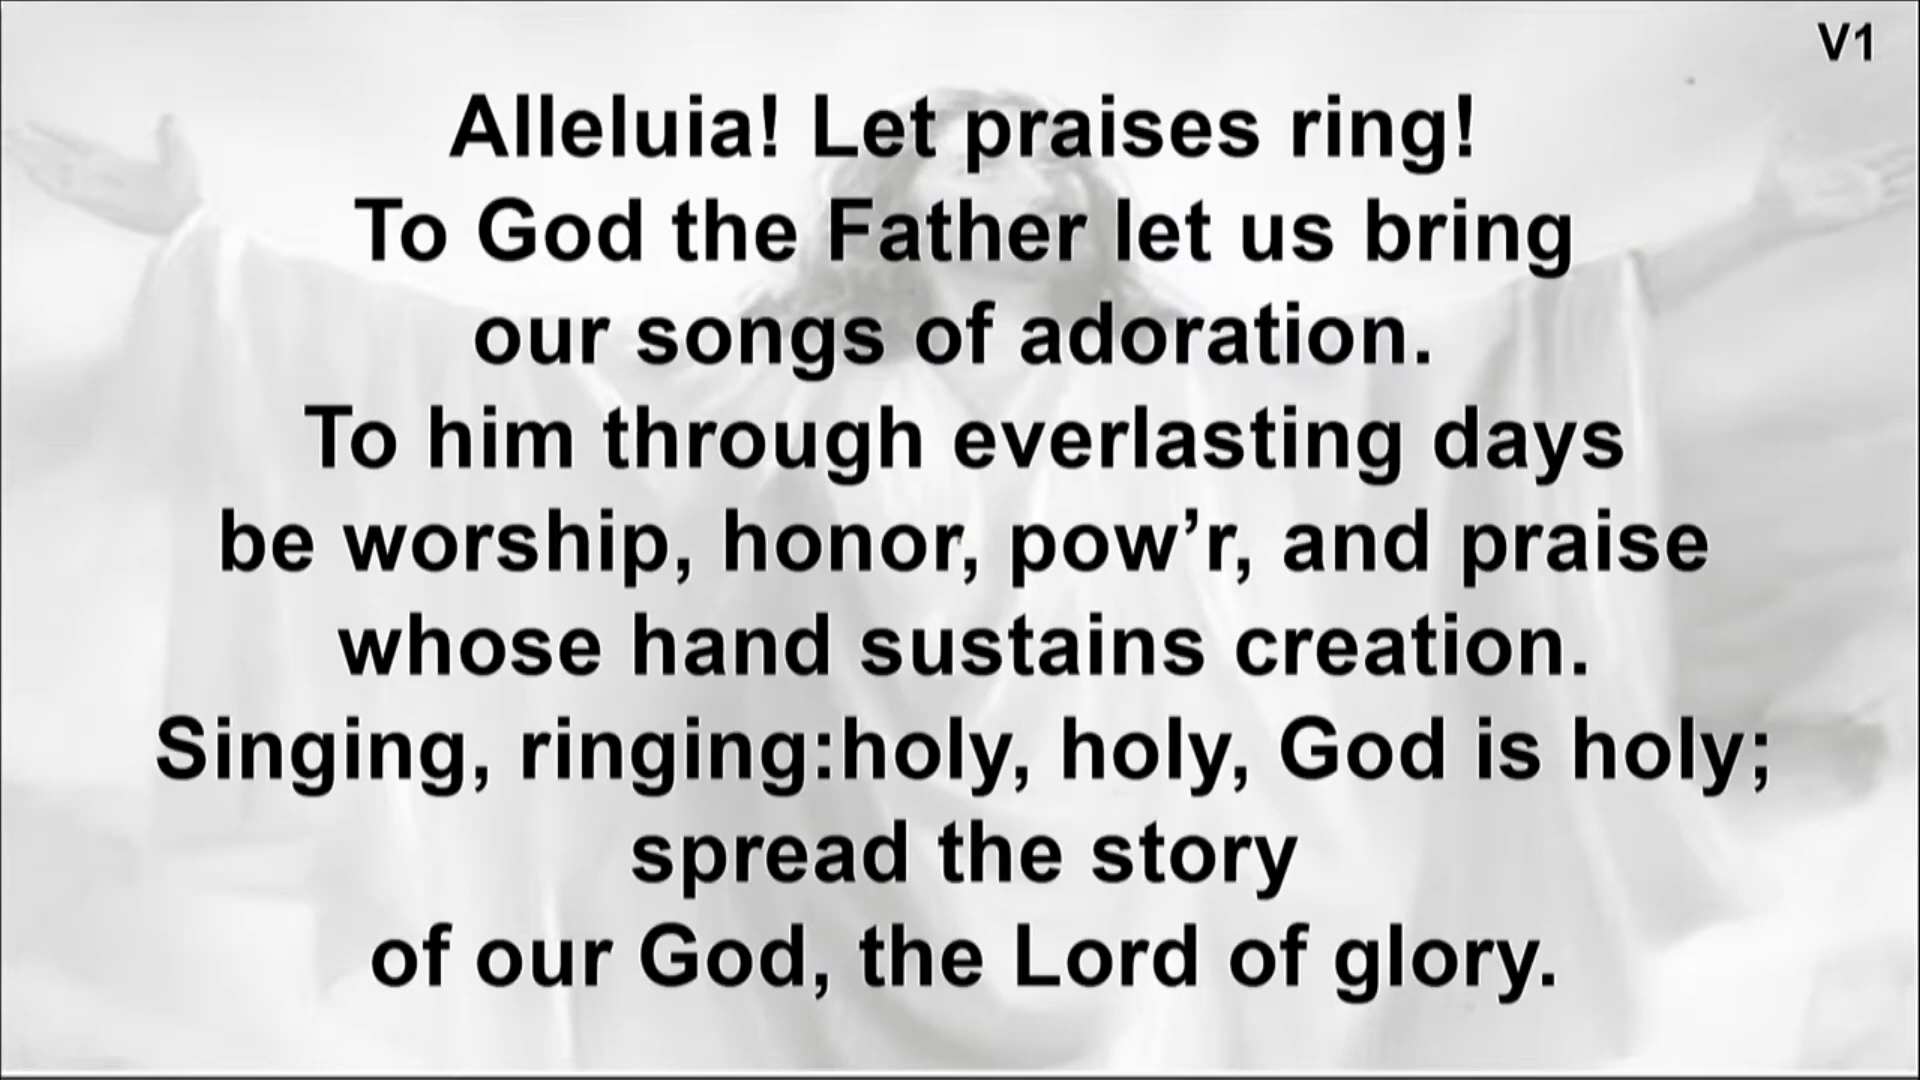 V1
Alleluia! Let praises ring!
To God the Father let us bring
our songs of adoration.
To him through everlasting days
be worship, honor, pow’r, and praise
whose hand sustains creation.
Singing, ringing:holy, holy, God is holy;
spread the story
of our God, the Lord of glory.